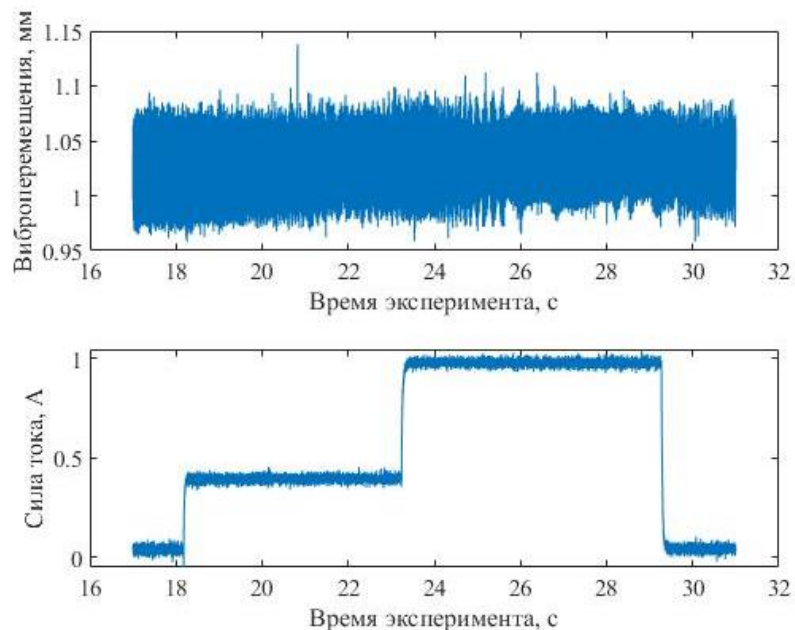 Виброперемещения, мм
1.15
1.1
1.05
1
0.95
16 18 20 22 24 26 28 30 32
Время эксперимента, с
Сила тока, А
1
0.5
0
16 18 20 22 24 26 28 30 32
Время эксперимента, с